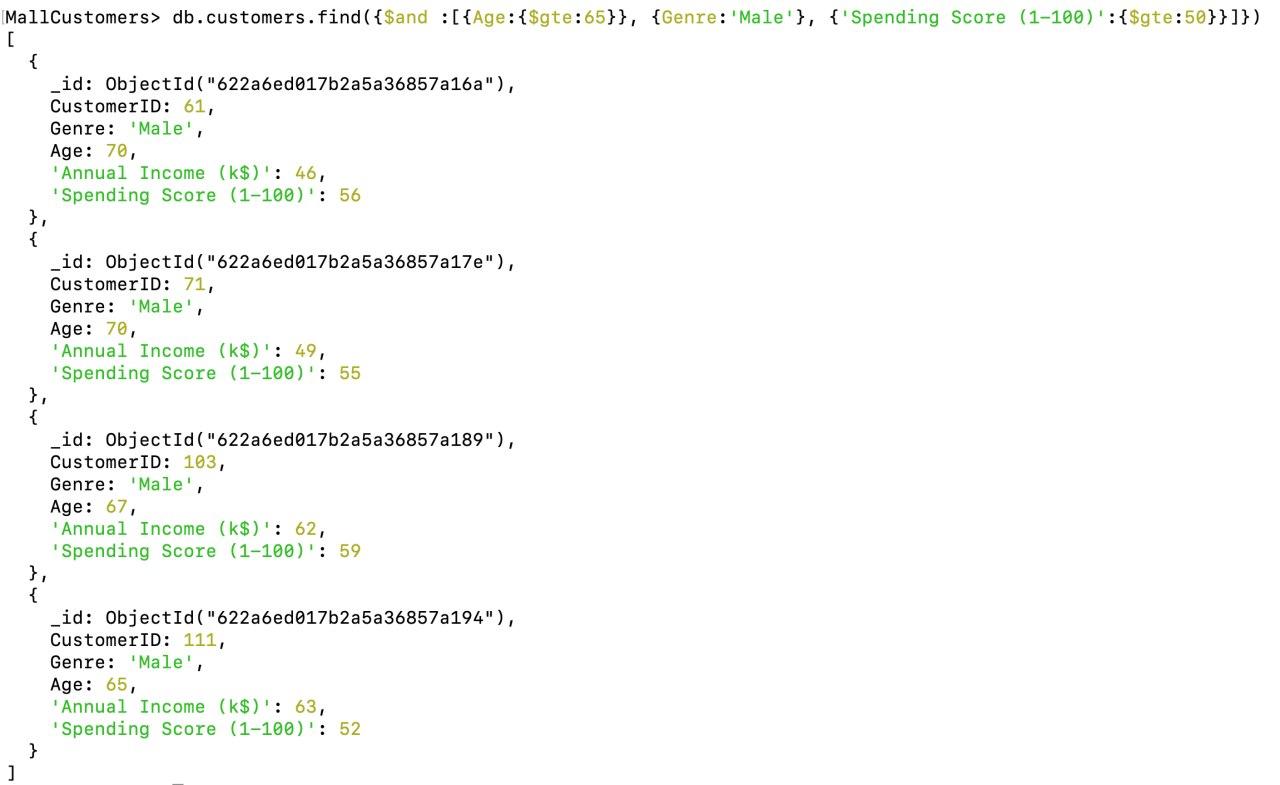 MallCustomers> db.customers.find({$and :[{Age:{$gte:65}}, {Genre:'Male'}, {'Spending Score (1-100)':{$gte:50}}]})
[
  {
    _id: ObjectId("622a6ed017b2a5a36857a16a"),
    CustomerID: 61,
    Genre: 'Male',
    Age: 70,
    'Annual Income (k$)': 46,
    'Spending Score (1-100)': 56
  },
  {
    _id: ObjectId("622a6ed017b2a5a36857a17e"),
    CustomerID: 71,
    Genre: 'Male',
    Age: 70,
    'Annual Income (k$)': 49,
    'Spending Score (1-100)': 55
  },
  {
    _id: ObjectId("622a6ed017b2a5a36857a189"),
    CustomerID: 103,
    Genre: 'Male',
    Age: 67,
    'Annual Income (k$)': 62,
    'Spending Score (1-100)': 59
  },
  {
    _id: ObjectId("622a6ed017b2a5a36857a194"),
    CustomerID: 111,
    Genre: 'Male',
    Age: 65,
    'Annual Income (k$)': 63,
    'Spending Score (1-100)': 52
  }
]